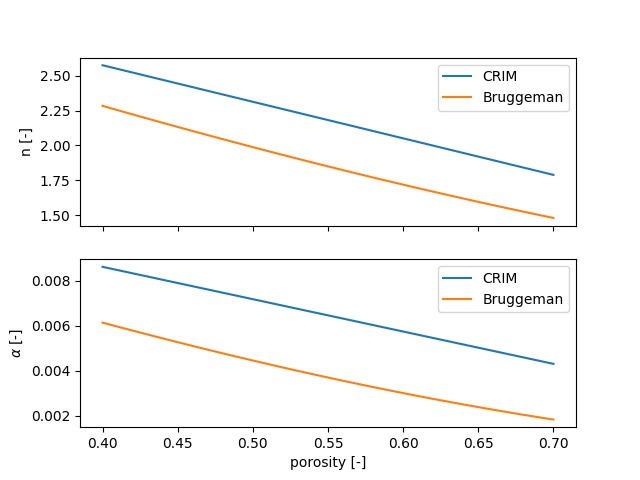 n [-]
2.50
2.25
2.00
1.75
1.50
CRIM
Bruggeman
α [-]
0.008
0.006
0.004
0.002
CRIM
Bruggeman
0.40 0.45 0.50 0.55 0.60 0.65 0.70
porosity [-]